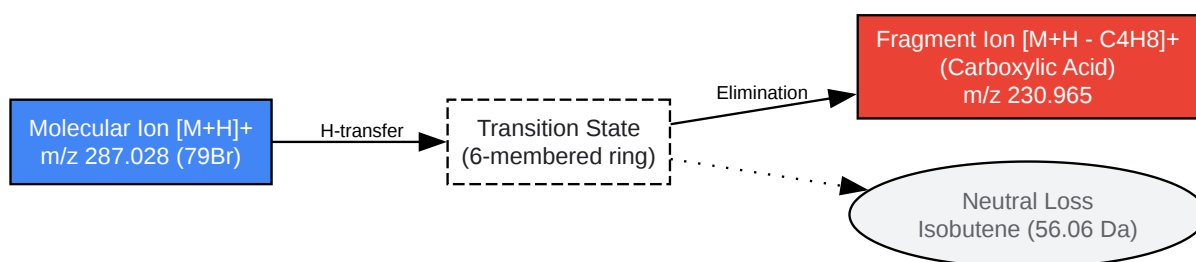 Molecular Ion [M+H]+
m/z 287.028 (79Br)
H-transfer
Transition State
(6-membered ring)
Elimination
Fragment Ion [M+H - C4H8]+
(Carboxylic Acid)
m/z 230.965
Neutral Loss
Isobutene (56.06 Da)